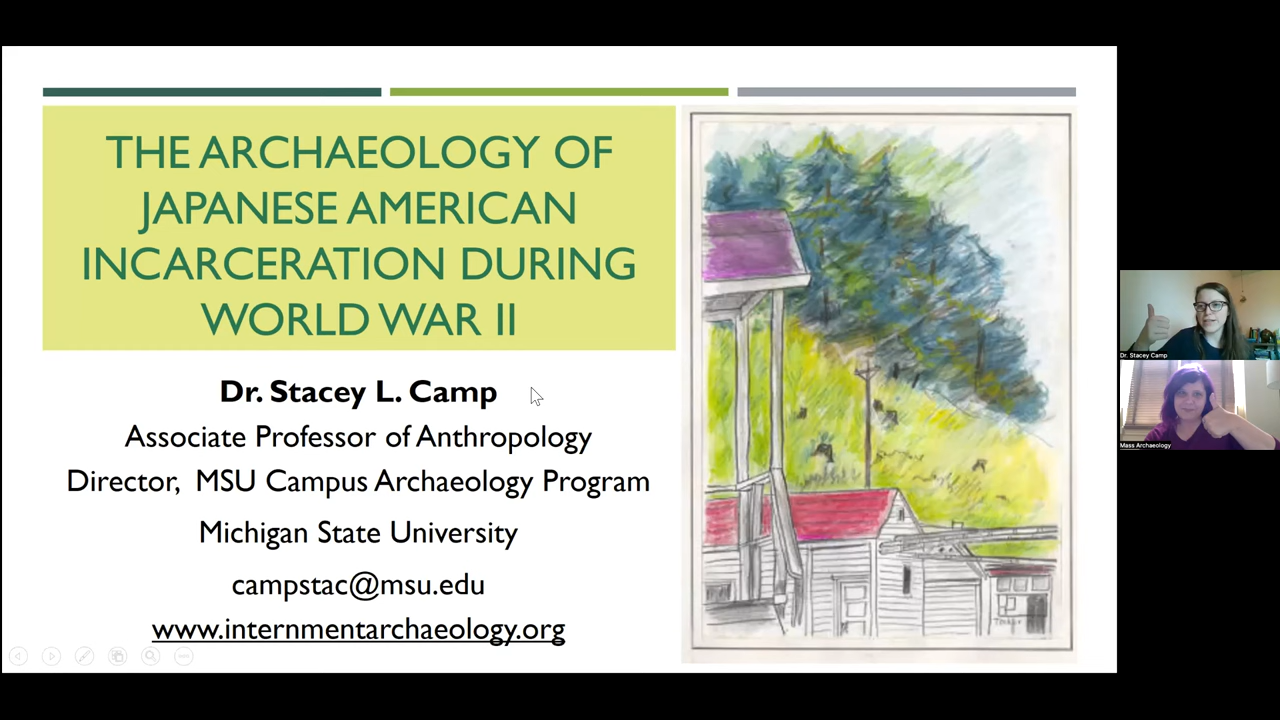 THE ARCHAEOLOGY OF
JAPANESE AMERICAN
INCARCERATION DURING
WORLD WAR II
Dr. Stacey L. Camp
Associate Professor of Anthropology
Director, MSU Campus Archaeology Program
Michigan State University
campstac@msu.edu
www.internmentarchaeology.org
Dr. Stacey Camp
Mass Archaeology